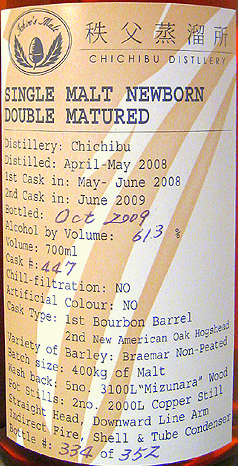 Ichiro's Malt
秩父蒸溜所
CHICHIBU DISTILLERY
SINGLE MALT NEWBORN
DOUBLE MATURED
Distillery: Chichibu
Distilled: April-May 2008
1st Cask in: May- June 2008
2nd Cask in: June 2009
Bottled: Oct 2009
Alcohol by Volume: 61.3 %
Volume: 700ml
Cask #: 447
Chill-filtration: NO
Artificial Colour: NO
Cask Type: 1st Bourbon Barrel
2nd New American Oak Hogshead
Variety of Barley: Braemar Non-Peated
Batch size: 400kg of Malt
Wash back: 5no. 3100L "Mizunara" Wood
Pot Stills: 2no. 2000L Copper Still
Straight Head, Downward Line Arm
Indirect Fire, Shell & Tube Condenser
Bottle #: 334 of 352